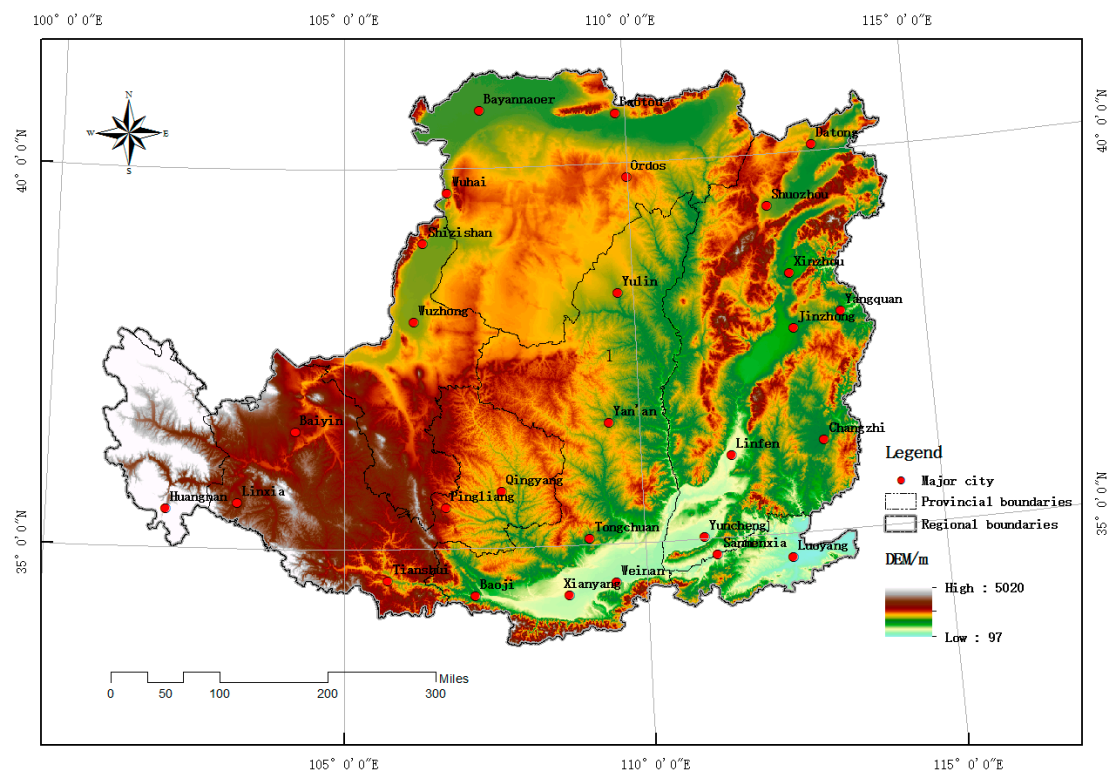 100° 0′0″E 105° 0′0″E 110° 0′0″E 115° 0′0″E
N
W E
S
40° 0′0″N
40° 0′0″N
35° 0′0″N
35° 0′0″N
Bayannaoer
Baotou
Datong
Ordos
Wuhai
Shuozhou
Shizishan
Xinzhou
Yulin
Yangquan
Wuzhong
Jinzhong
1
Baiyin
Yan'an
Changzhi
Linfen
Huangnan
Linxia
Qingyang
Pingliang
Tongchuan
Yuncheng
Sanmenxia
Luoyang
Tianshui
Baoji
Xianyang
Weinan
Legend
Major city
Provincial boundaries
Regional boundaries
DEM/m
High : 5020
Low : 97
Miles
0 50 100 200 300
105° 0′0″E 110° 0′0″E 115° 0′0″E